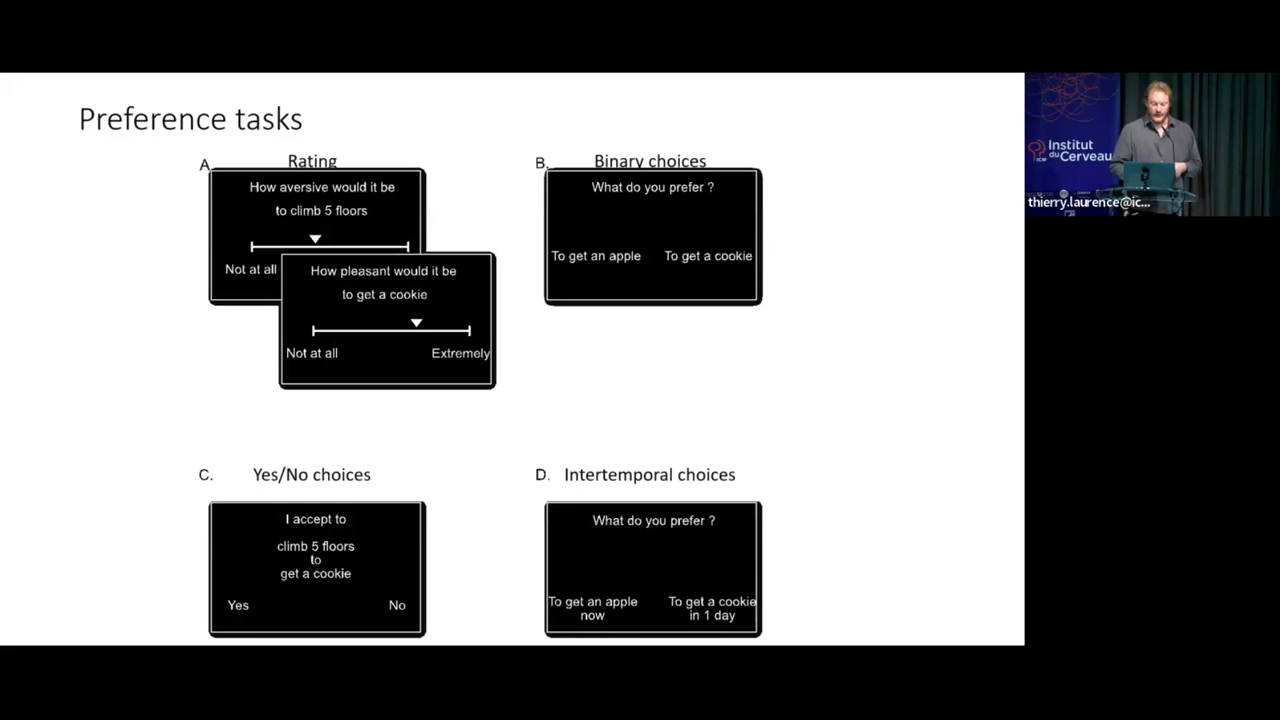 Preference tasks
A.
Rating
How aversive would it be
to climb 5 floors
Not at all
How pleasant would it be
to get a cookie
Not at all
Extremely
B.
Binary choices
What do you prefer ?
To get an apple
To get a cookie
C.
Yes/No choices
I accept to
climb 5 floors
to
get a cookie
Yes
No
D.
Intertemporal choices
What do you prefer ?
To get an apple
now
To get a cookie
in 1 day
ICM
Institut
du Cerveau
thierry.laurence@ic...